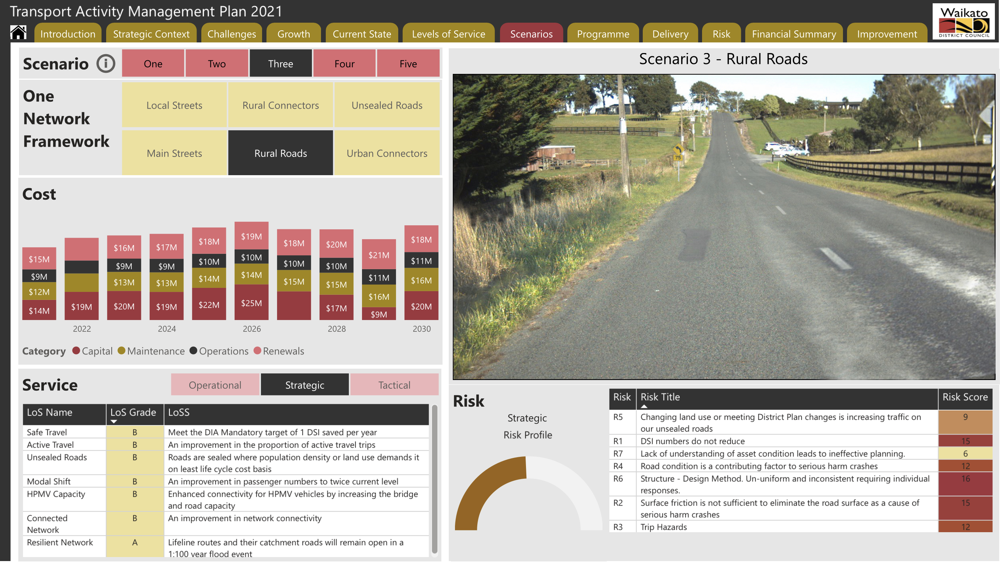 Transport Activity Management Plan 2021
Introduction
Strategic Context
Challenges
Growth
Current State
Levels of Service
Scenarios
Programme
Delivery
Risk
Financial Summary
Improvement
Waikato
DISTRICT COUNCIL
Scenario
i
One
Two
Three
Four
Five
One
Network
Framework
Local Streets
Rural Connectors
Unsealed Roads
Main Streets
Rural Roads
Urban Connectors
Cost
$15M
$9M
$12M
$14M
$19M
$16M
$9M
$13M
$20M
$17M
$9M
$13M
$19M
$18M
$10M
$14M
$22M
$19M
$10M
$14M
$25M
$18M
$10M
$15M
$20M
$10M
$15M
$17M
$21M
$11M
$16M
$9M
$18M
$11M
$16M
$20M
2022
2024
2026
2028
2030
Category Capital Maintenance Operations Renewals
Service
Operational
Strategic
Tactical
LoS Name LoS Grade LoSS
Safe Travel B Meet the DIA Mandatory target of 1 DSI saved per year
Active Travel B An improvement in the proportion of active travel trips
Unsealed Roads B Roads are sealed where population density or land use demands it
on least life cycle cost basis
Modal Shift B An improvement in passenger numbers to twice current level
HPMV Capacity B Enhanced connectivity for HPMV vehicles by increasing the bridge
and road capacity
Connected B An improvement in network connectivity
Network
Resilient Network A Lifeline routes and their catchment roads will remain open in a
1:100 year flood event
Scenario 3 - Rural Roads
75
Risk
Strategic
Risk Profile
Risk Risk Title Risk Score
R5 Changing land use or meeting District Plan changes is increasing traffic on 9
our unsealed roads
R1 DSI numbers do not reduce 15
R7 Lack of understanding of asset condition leads to ineffective planning. 6
R4 Road condition is a contributing factor to serious harm crashes 12
R6 Structure - Design Method. Un-uniform and inconsistent requiring individual 16
responses.
R2 Surface friction is not sufficient to eliminate the road surface as a cause of 15
serious harm crashes
R3 Trip Hazards 12